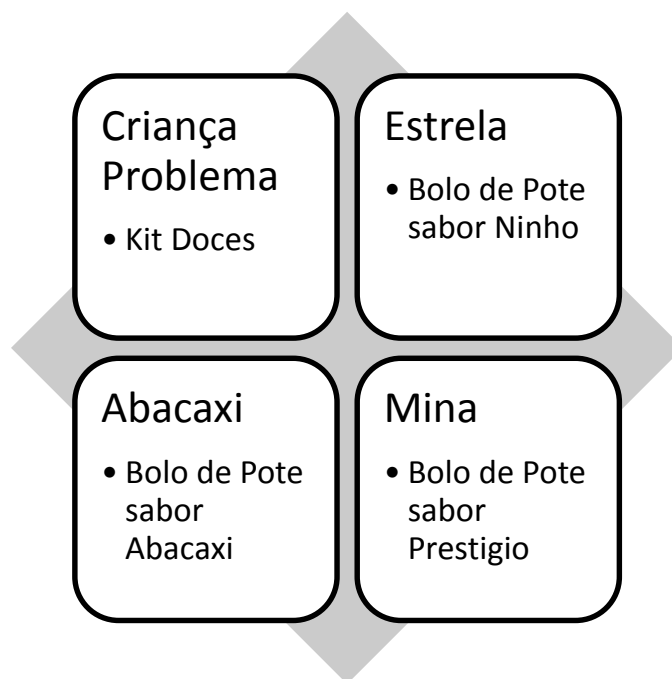 Criança
Problema
• Kit Doces
Estrela
• Bolo de Pote
sabor Ninho
Abacaxi
• Bolo de Pote
sabor
Abacaxi
Mina
• Bolo de Pote
sabor
Prestigio